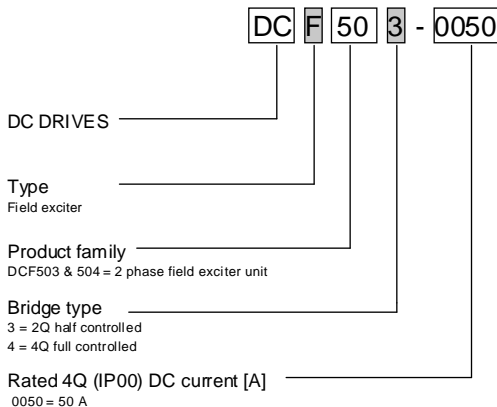 DC F 50 3 - 0050
DC DRIVES
Type
Field exciter
Product family
DCF503 & 504 = 2 phase field exciter unit
Bridge type
3 = 2Q half controlled
4 = 4Q full controlled
Rated 4Q (IP00) DC current [A]
0050 = 50 A